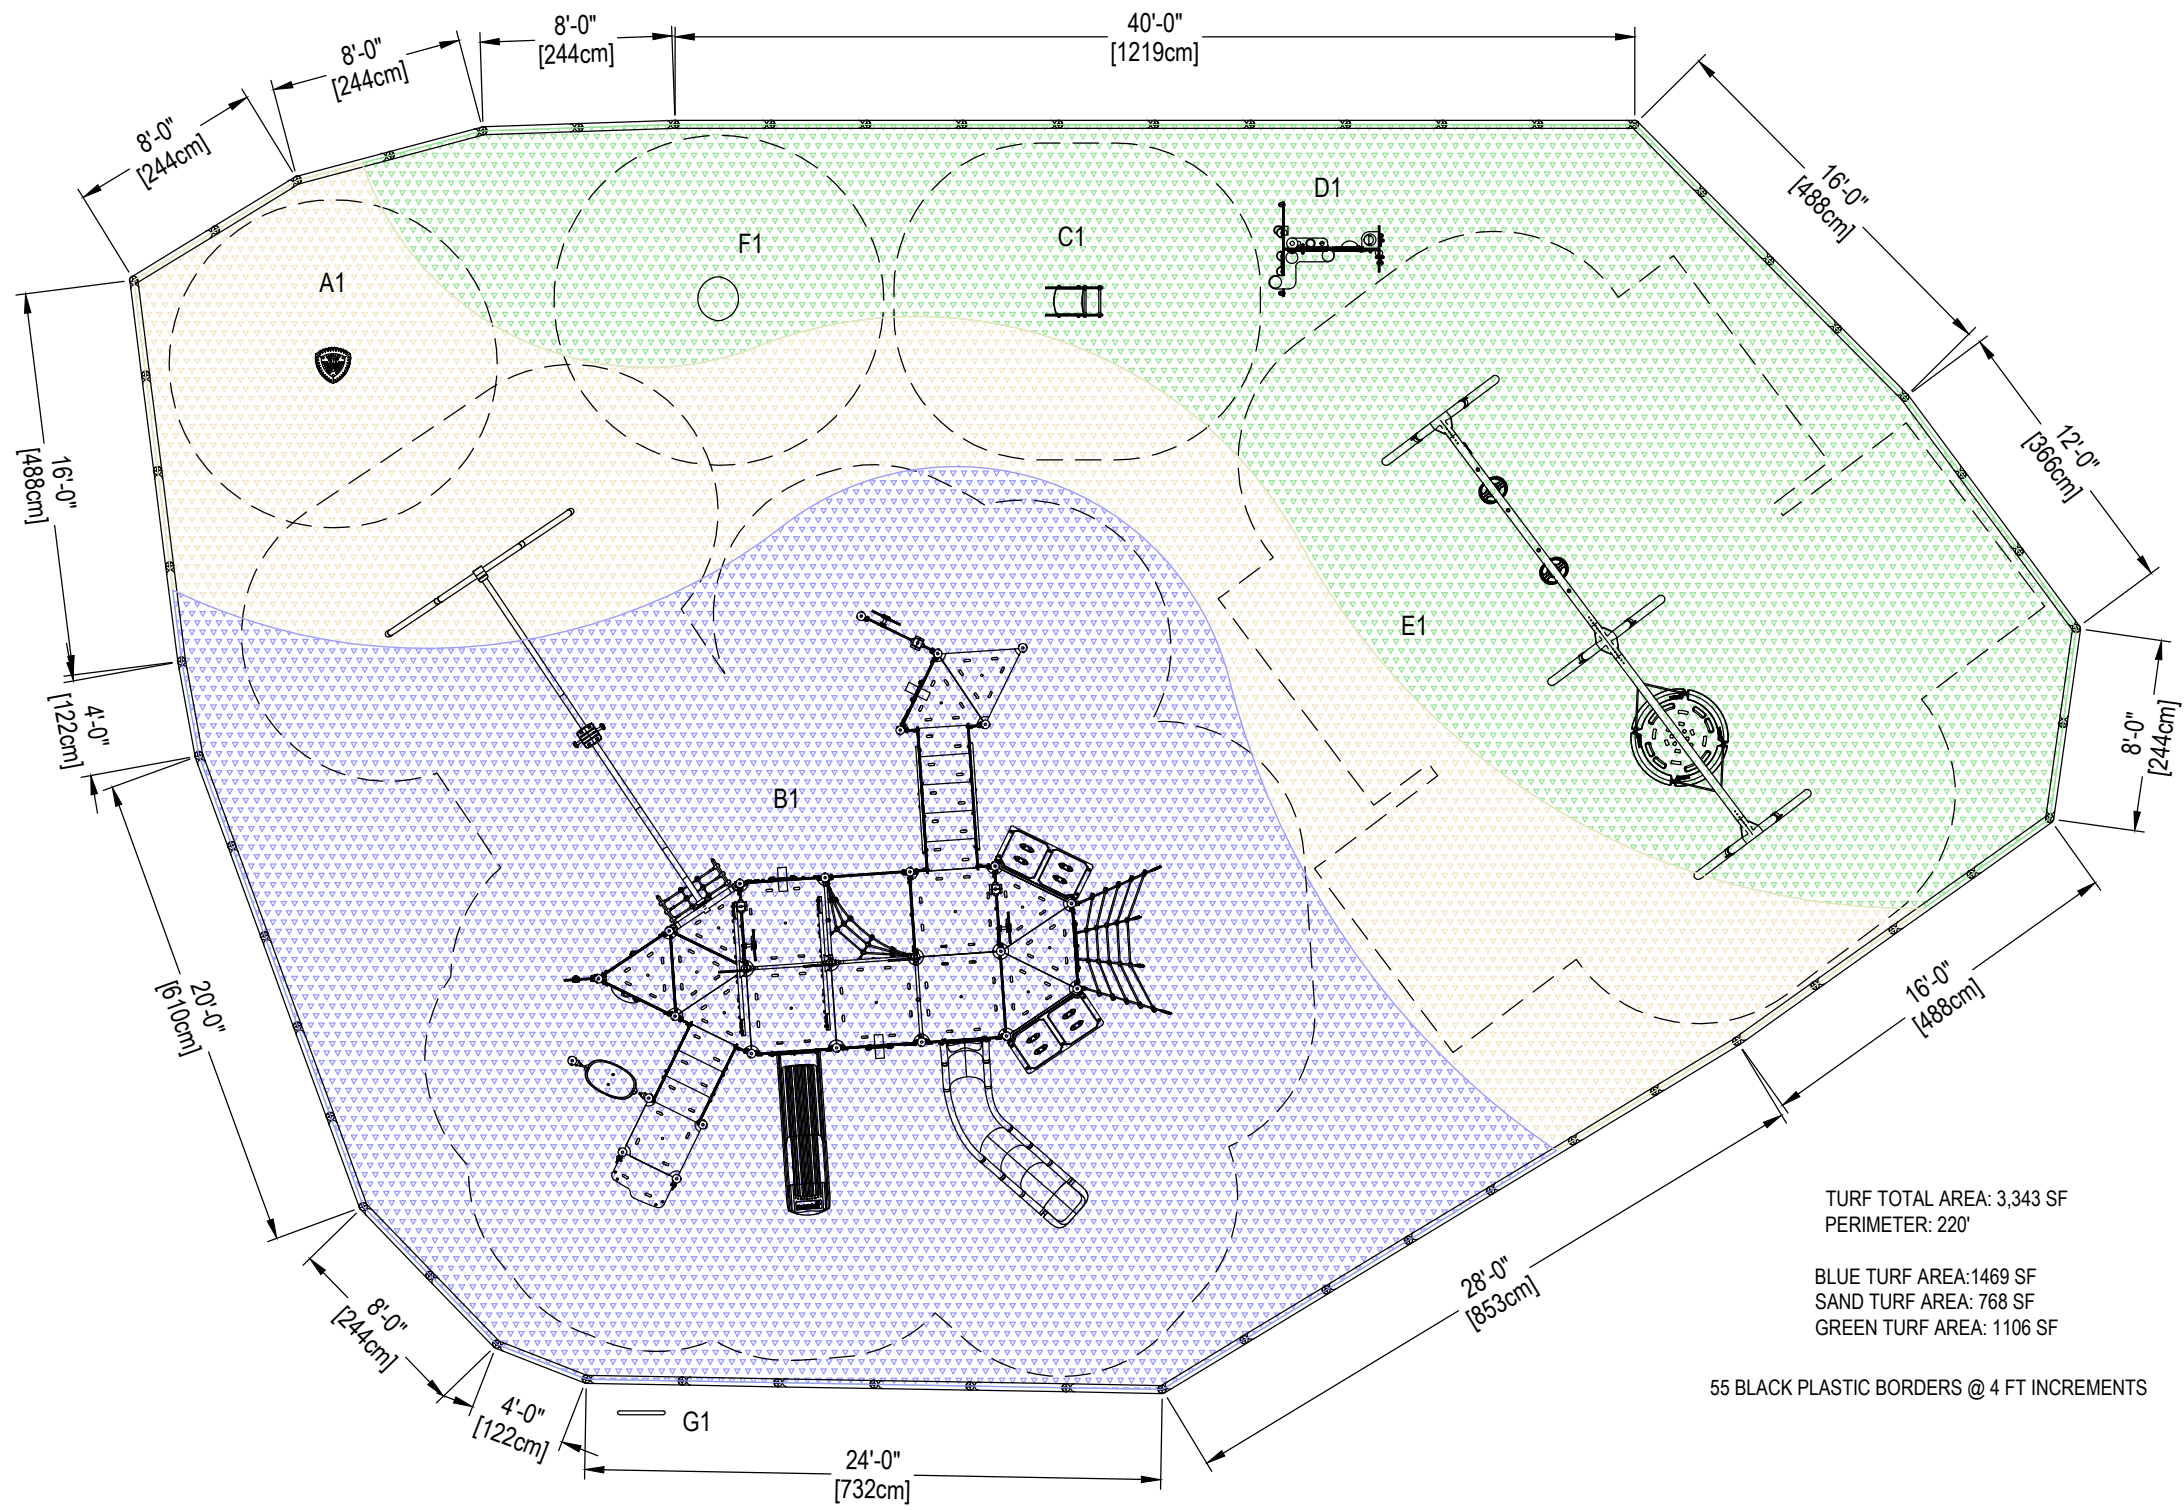 8'-0"
[244cm]
40'-0"
[1219cm]
8'-0"
[244cm]
8'-0"
[244cm]
16'-0"
[488cm]
D1
F1
C1
A1
12'-0"
[366cm]
16'-0"
[488cm]
E1
4'-0"
[122cm]
8'-0"
[244cm]
B1
20'-0"
[610cm]
16'-0"
[488cm]
TURF TOTAL AREA: 3,343 SF
PERIMETER: 220'
BLUE TURF AREA:1469 SF
SAND TURF AREA: 768 SF
GREEN TURF AREA: 1106 SF
28'-0"
[853cm]
8'-0"
[244cm]
55 BLACK PLASTIC BORDERS @ 4 FT INCREMENTS
4'-0"
[122cm]
G1
24'-0"
[732cm]